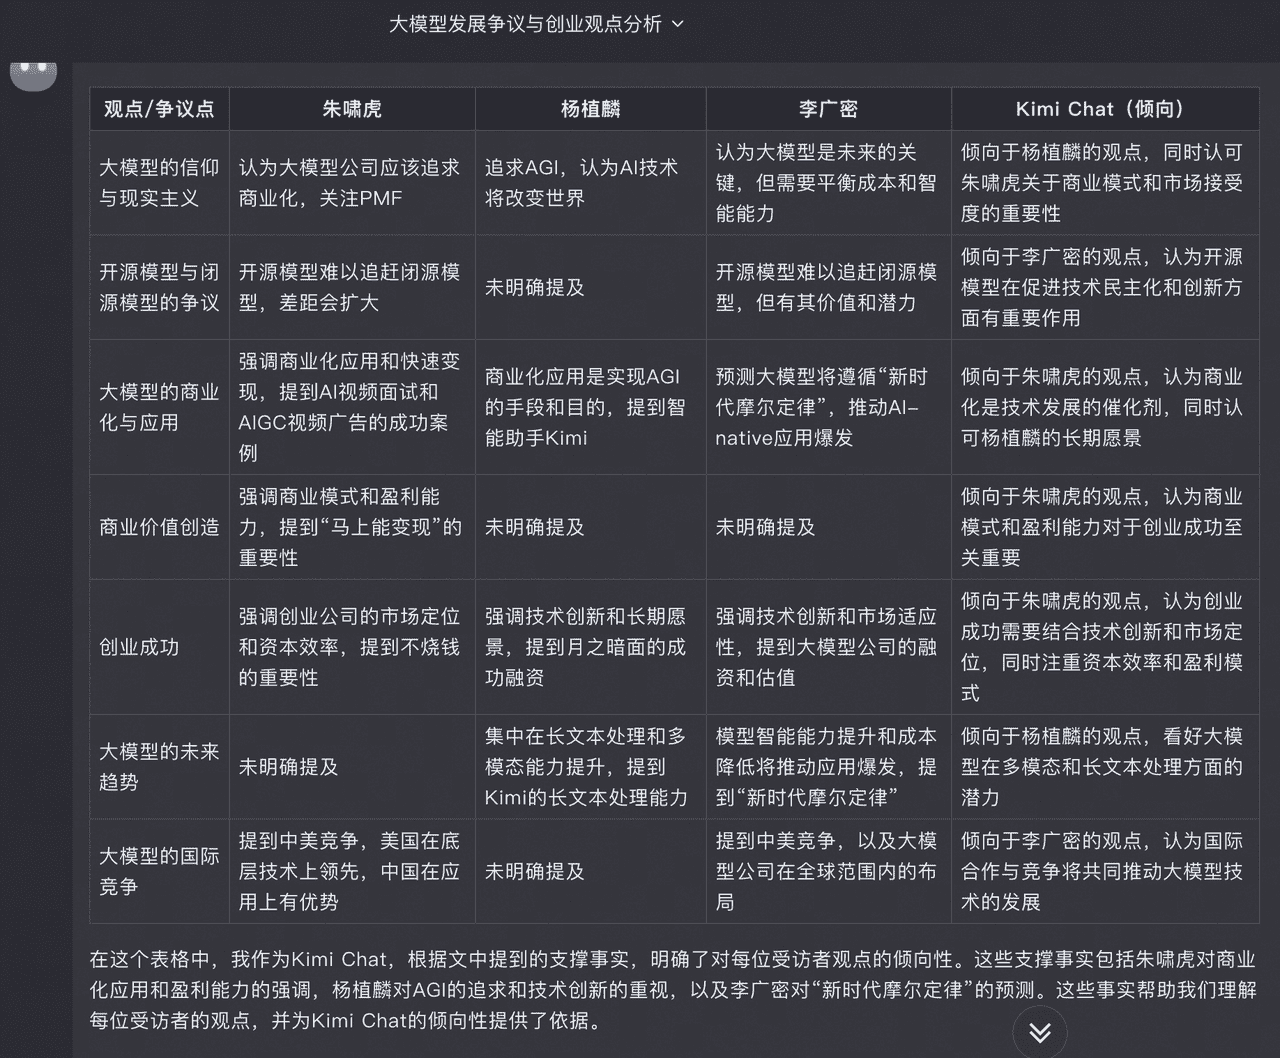 大模型发展争议与创业观点分析
观点/争议点
朱啸虎
杨植麟
李广密
Kimi Chat（倾向）
大模型的信仰
与现实主义
认为大模型公司应该追求
商业化，关注PMF
追求AGI，认为AI技术
将改变世界
认为大模型是未来的关
键，但需要平衡成本和智
能能力
倾向于杨植麟的观点，同时认可
朱啸虎关于商业模式和市场接受
度的重要性
开源模型与闭
源模型的争议
开源模型难以追赶闭源模
型，差距会扩大
未明确提及
开源模型难以追赶闭源模
型，但有其价值和潜力
倾向于李广密的观点，认为开源
模型在促进技术民主化和创新方
面有重要作用
大模型的商业
化与应用
强调商业化应用和快速变
现，提到AI视频面试和
AIGC视频广告的成功案
例
商业化应用是实现AGI
的手段和目的，提到智
能助手Kimi
预测大模型将遵循“新时
代摩尔定律”，推动AI-
native应用爆发
倾向于朱啸虎的观点，认为商业
化是技术发展的催化剂，同时认
可杨植麟的长期愿景
商业价值创造
强调商业模式和盈利能
力，提到“马上能变现”的
重要性
未明确提及
未明确提及
倾向于朱啸虎的观点，认为商业
模式和盈利能力对于创业成功至
关重要
创业成功
强调创业公司的市场定位
和资本效率，提到不烧钱
的重要性
强调技术创新和长期愿
景，提到月之暗面的成
功融资
强调技术创新和市场适应
性，提到大模型公司的融
资和估值
倾向于朱啸虎的观点，认为创业
成功需要结合技术创新和市场定
位，同时注重资本效率和盈利模
式
大模型的未来
趋势
未明确提及
集中在长文本处理和多
模态能力提升，提到
Kimi的长文本处理能力
模型智能能力提升和成本
降低将推动应用爆发，提
到“新时代摩尔定律”
倾向于杨植麟的观点，看好大模
型在多模态和长文本处理方面的
潜力
大模型的国际
竞争
提到中美竞争，美国在底
层技术上领先，中国在应
用上有优势
未明确提及
提到中美竞争，以及大模
型公司在全球范围内的布
局
倾向于李广密的观点，认为国际
合作与竞争将共同推动大模型技
术的发展
在这个表格中，我作为Kimi Chat，根据文中提到的支撑事实，明确了对每位受访者观点的倾向性。这些支撑事实包括朱啸虎对商业
化应用和盈利能力的强调，杨植麟对AGI的追求和技术创新的重视，以及李广密对“新时代摩尔定律”的预测。这些事实帮助我们理解
每位受访者的观点，并为Kimi Chat的倾向性提供了依据。